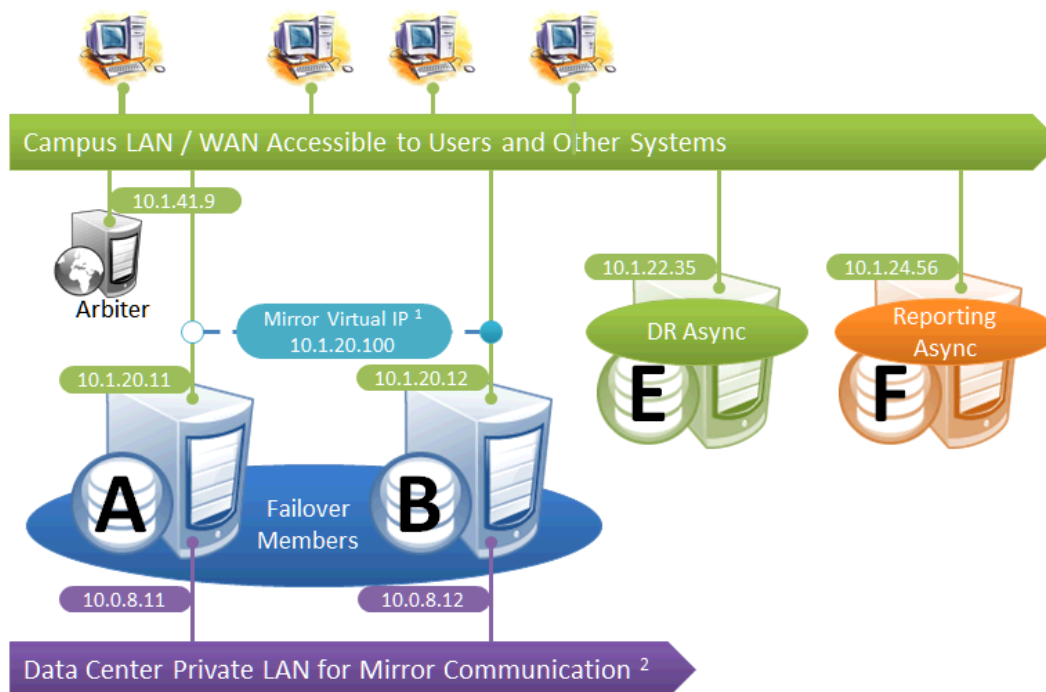 Campus LAN / WAN Accessible to Users and Other Systems
10.1.41.9
Arbiter
10.1.22.35
10.1.24.56
Mirror Virtual IP ¹
10.1.20.100
DR Async
Reporting
Async
10.1.20.11
10.1.20.12
E
F
A
B
Failover
Members
10.0.8.11
10.0.8.12
Data Center Private LAN for Mirror Communication ²